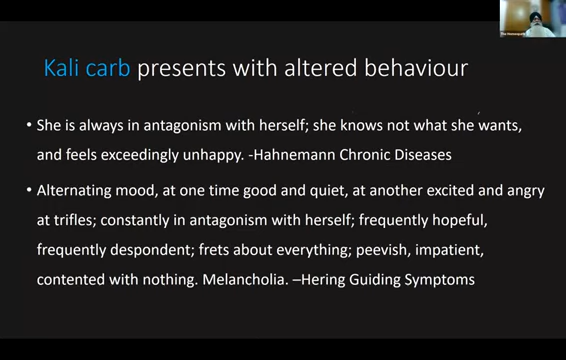 Kali carb presents with altered behaviour
• She is always in antagonism with herself; she knows not what she wants,
and feels exceedingly unhappy. -Hahnemann Chronic Diseases
• Alternating mood, at one time good and quiet, at another excited and angry
at trifles; constantly in antagonism with herself; frequently hopeful,
frequently despondent; frets about everything; peevish, impatient,
contented with nothing. Melancholia. –Hering Guiding Symptoms